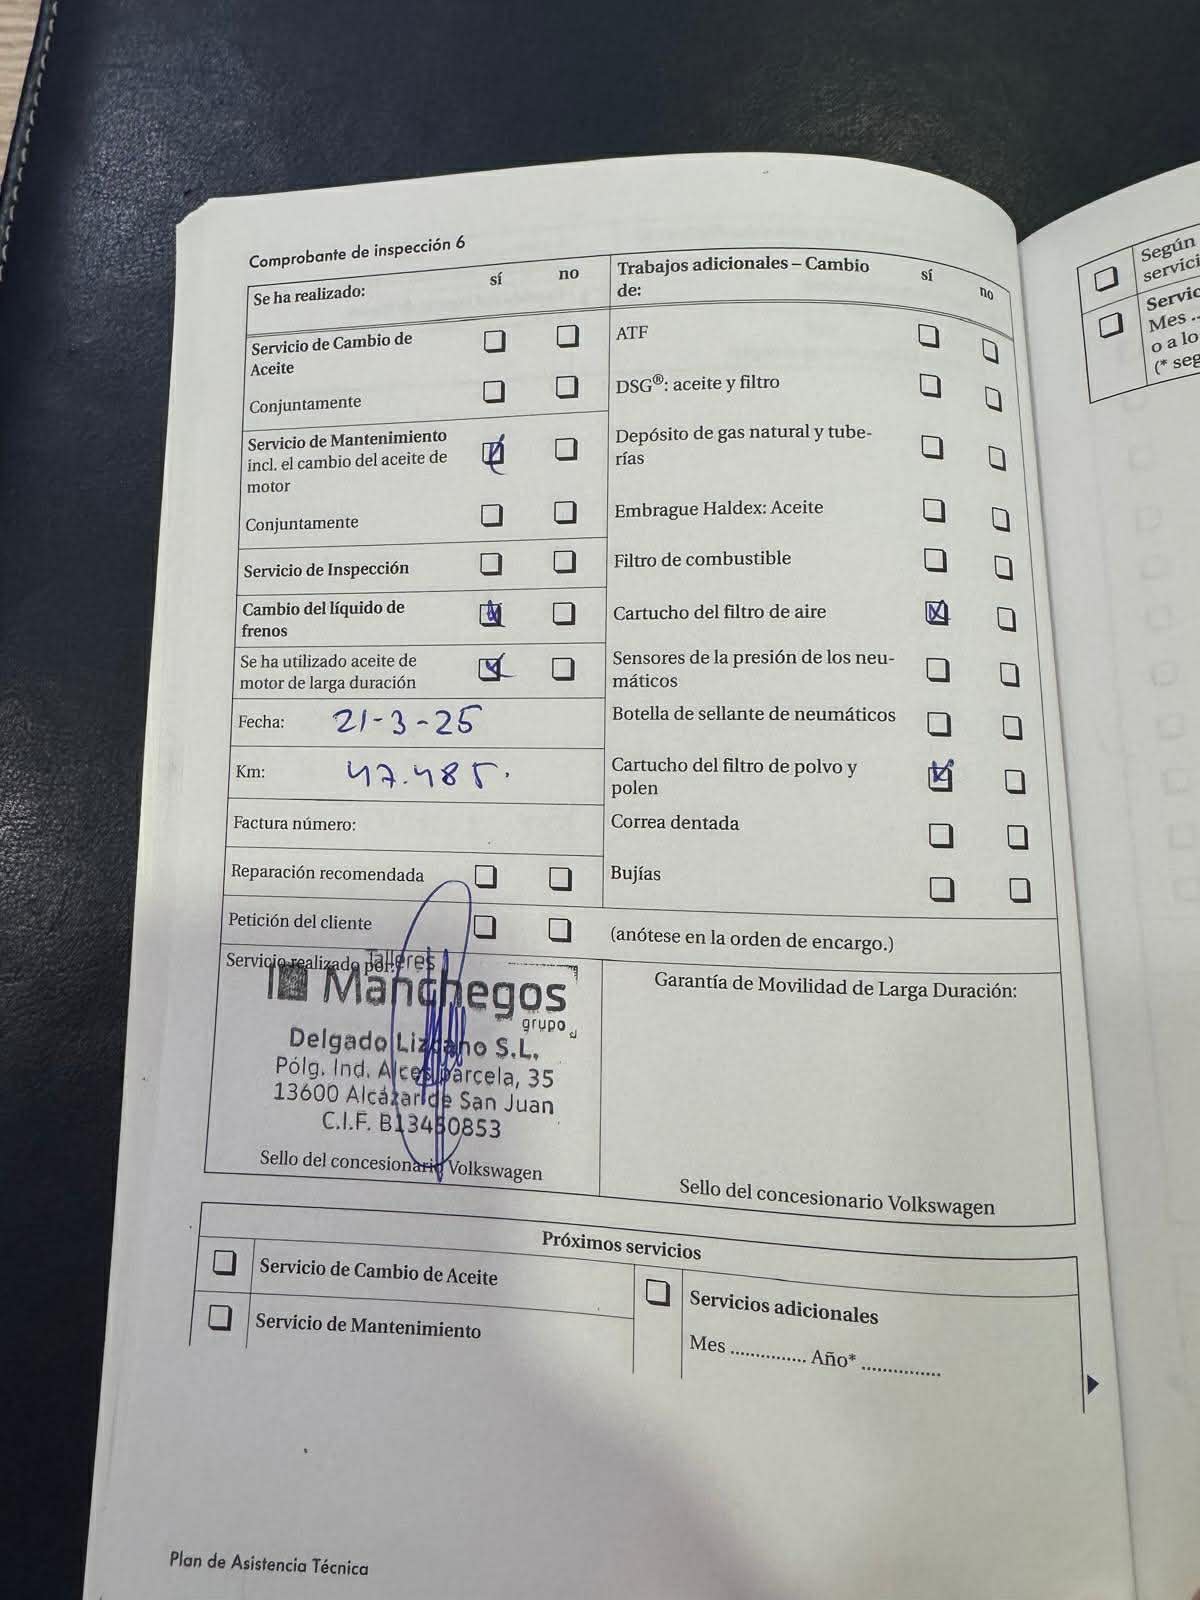 Comprobante de inspección 6
Se ha realizado:
sí
no
Servicio de Cambio de
Aceite
Conjuntamente
Servicio de Mantenimiento
incl. el cambio del aceite de
motor
Conjuntamente
Servicio de Inspección
Cambio del líquido de
frenos
Se ha utilizado aceite de
motor de larga duración
Fecha: 21-3-25
Km: 47.485.
Factura número:
Reparación recomendada
Petición del cliente
Trabajos adicionales – Cambio
de:
sí
no
ATF
DSG®: aceite y filtro
Depósito de gas natural y tube-
rías
Embrague Haldex: Aceite
Filtro de combustible
Cartucho del filtro de aire
Sensores de la presión de los neu-
máticos
Botella de sellante de neumáticos
Cartucho del filtro de polvo y
polen
Correa dentada
Bujías
(anótese en la orden de encargo.)
Servicio realizado por:
Talleres
Manchegos
grupo
Delgado Lizcano S.L.
Pólg. Ind. Alces parcela, 35
13600 Alcázar de San Juan
C.I.F. B13450853
Sello del concesionario Volkswagen
Garantía de Movilidad de Larga Duración:
Sello del concesionario Volkswagen
Próximos servicios
Servicio de Cambio de Aceite
Servicio de Mantenimiento
Servicios adicionales
Mes .............. Año* ...............
Plan de Asistencia Técnica
Según
Mes ..
o a lo
(* seg